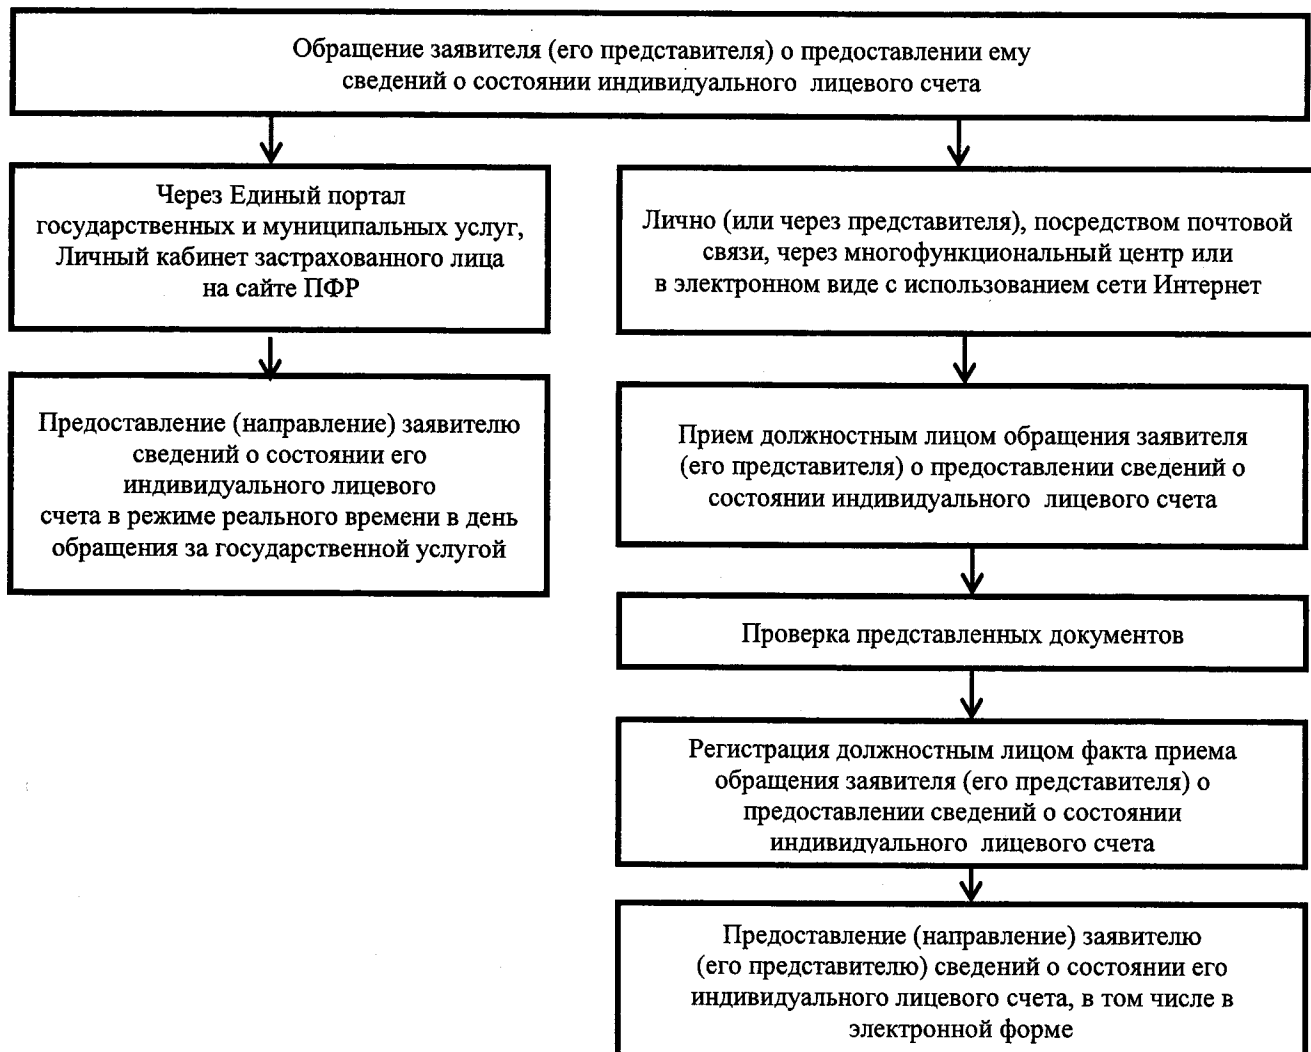 Обращение заявителя (его представителя) о предоставлении ему
сведений о состоянии индивидуального лицевого счета
Через Единый портал
государственных и муниципальных услуг,
Личный кабинет застрахованного лица
на сайте ПФР
Предоставление (направление) заявителю
сведений о состоянии его
индивидуального лицевого
счета в режиме реального времени в день
обращения за государственной услугой
Лично (или через представителя), посредством почтовой
связи, через многофункциональный центр или
в электронном виде с использованием сети Интернет
Прием должностным лицом обращения заявителя
(его представителя) о предоставлении сведений о
состоянии индивидуального лицевого счета
Проверка представленных документов
Регистрация должностным лицом факта приема
обращения заявителя (его представителя) о
предоставлении сведений о состоянии
индивидуального лицевого счета
Предоставление (направление) заявителю
(его представителю) сведений о состоянии его
индивидуального лицевого счета, в том числе в
электронной форме